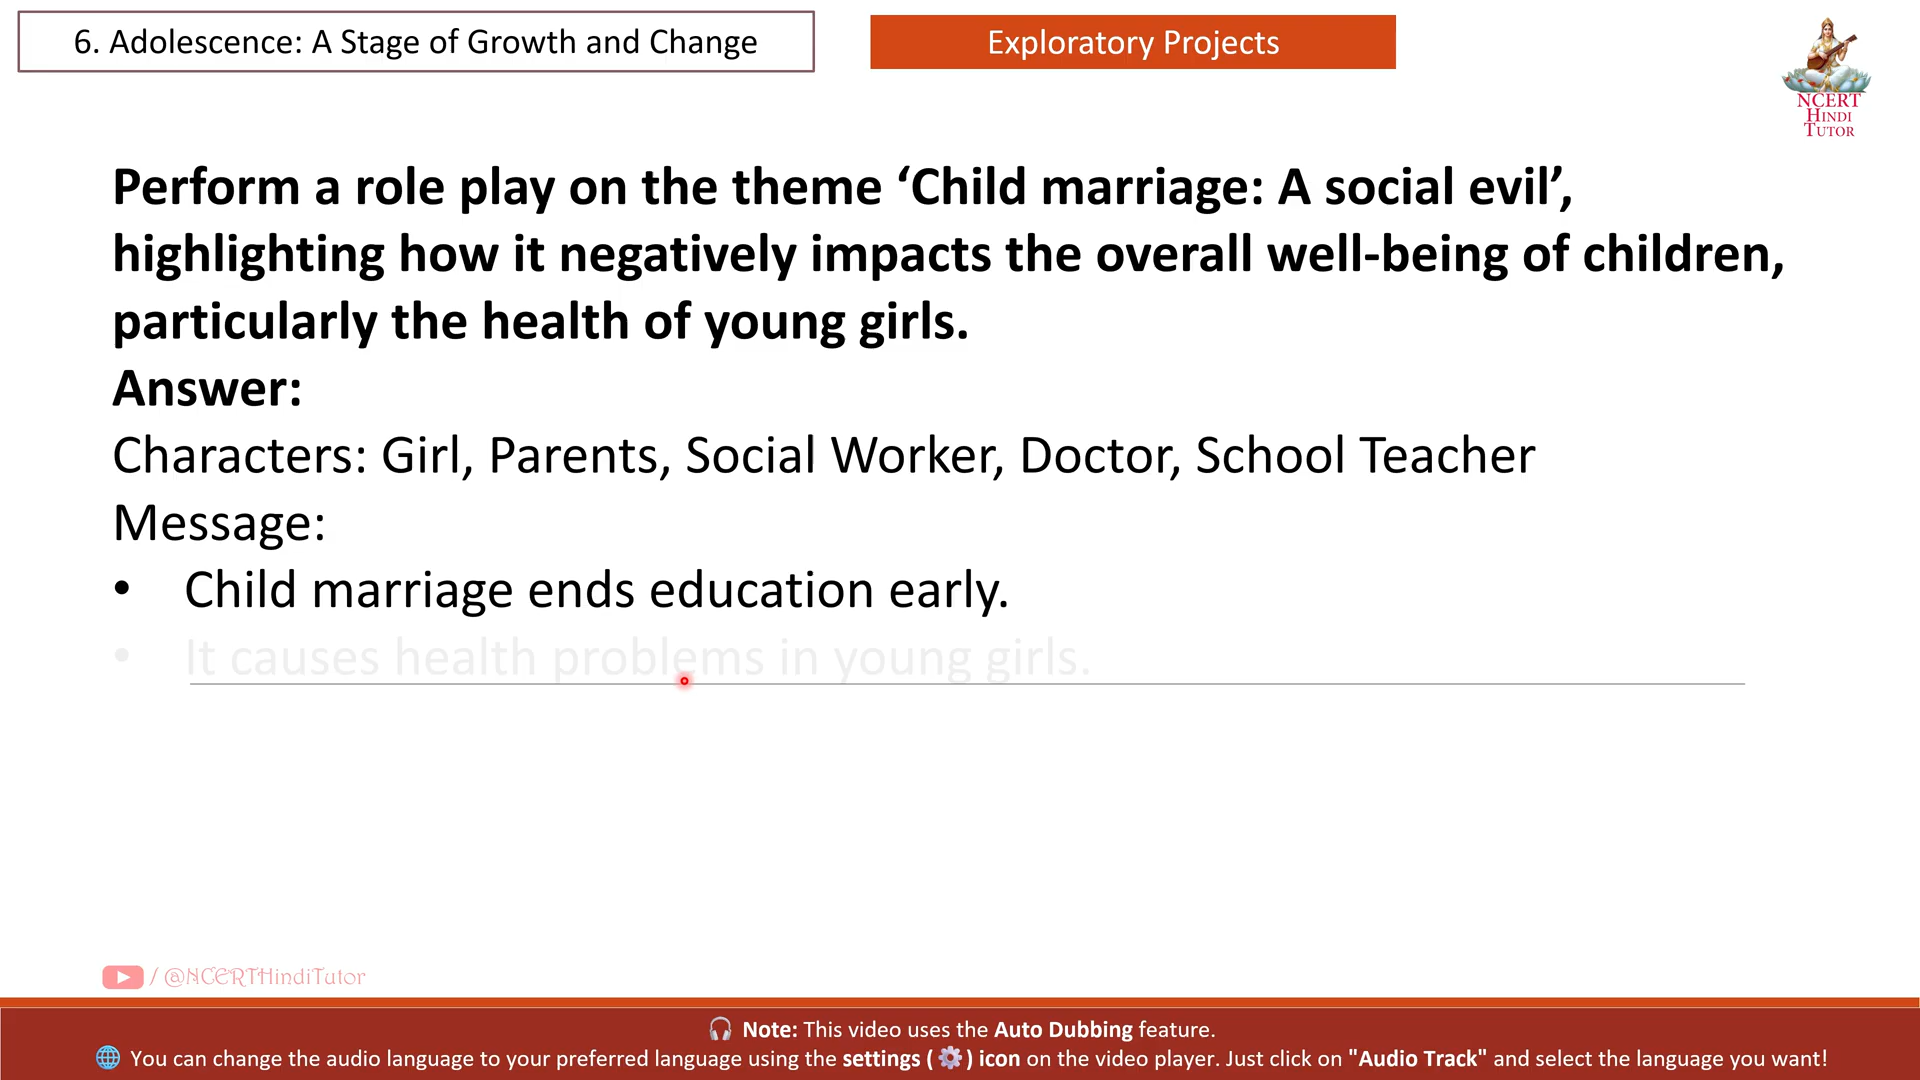 6. Adolescence: A Stage of Growth and Change
Exploratory Projects
NCERT
HINDI
TUTOR
Perform a role play on the theme ‘Child marriage: A social evil’,
highlighting how it negatively impacts the overall well-being of children,
particularly the health of young girls.
Answer:
Characters: Girl, Parents, Social Worker, Doctor, School Teacher
Message:
• Child marriage ends education early.
• It causes health problems in young girls.
/ @NCERTHindiTutor
🎧 Note: This video uses the Auto Dubbing feature.
🌐 You can change the audio language to your preferred language using the settings (⚙️) icon on the video player. Just click on "Audio Track" and select the language you want!